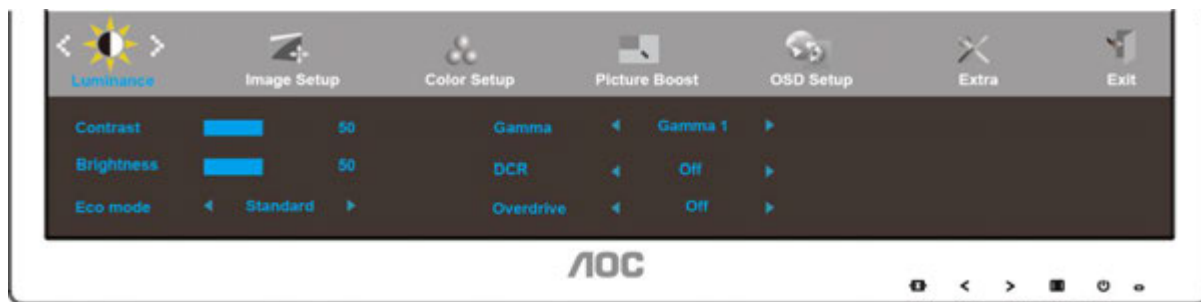 Luminance Image Setup Color Setup Picture Boost OSD Setup Extra Exit
Contrast 50 Gamma Gamma 1
Brightness 50 DCR Off
Eco mode Standard Overdrive Off
AOC